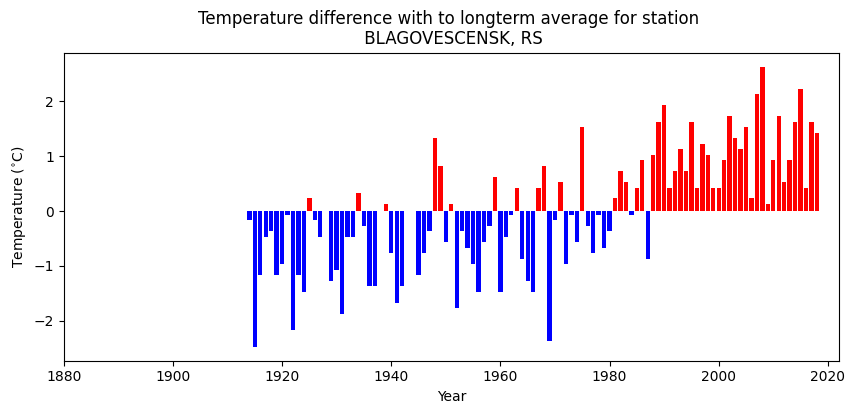 Temperature difference with to longterm average for station
BLAGOVESCENSK, RS
Temperature (°C)
2
1
0
−1
−2
1880 1900 1920 1940 1960 1980 2000 2020
Year